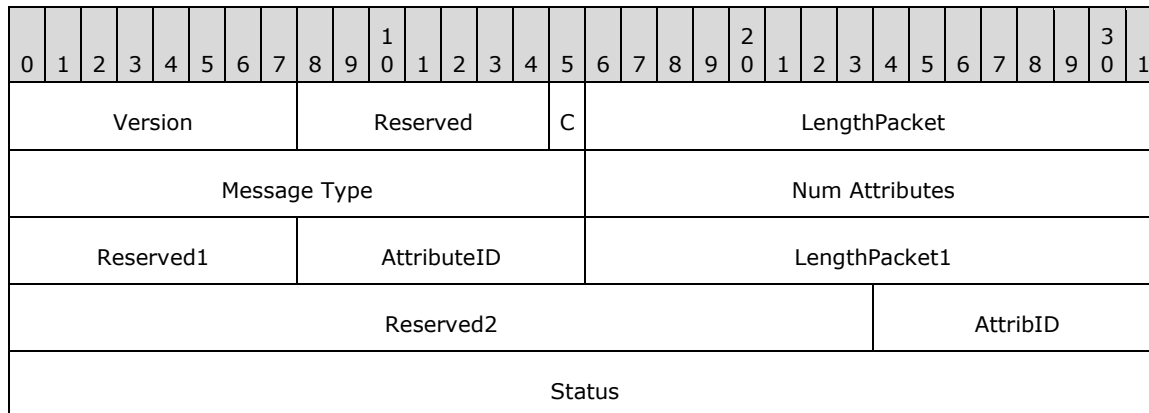 0 1 2 3 4 5 6 7 8 9 1 0 1 2 3 4 5 6 7 8 9 2 0 1 2 3 4 5 6 7 8 9 3 0 1
Version Reserved C LengthPacket
Message Type Num Attributes
Reserved1 AttributeID LengthPacket1
Reserved2 AttribID
Status